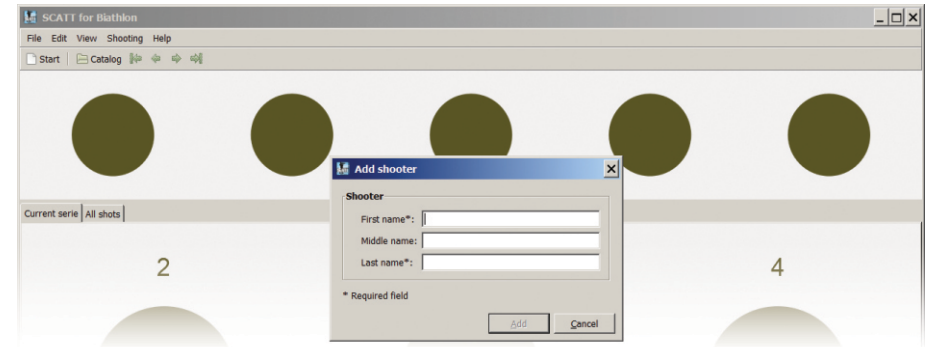 SCATT for Biathlon
File Edit View Shooting Help
Start Catalog
Add shooter
Shooter
First name*:
Middle name:
Last name*:
* Required field
Add Cancel
Current serie All shots
2 4